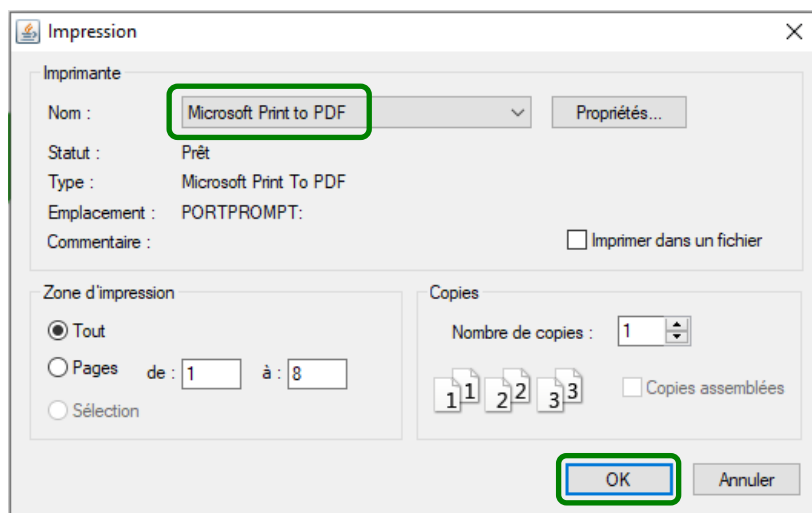 Impression
Imprimante
Nom : Microsoft Print to PDF Propriétés...
Statut : Prêt
Type : Microsoft Print To PDF
Emplacement : PORTPROMPT:
Commentaire : Imprimer dans un fichier
Zone d'impression
Tout
Pages de : 1 à : 8
Sélection
Copies
Nombre de copies : 1
1 1 2 2 3 3 Copies assemblées
OK Annuler